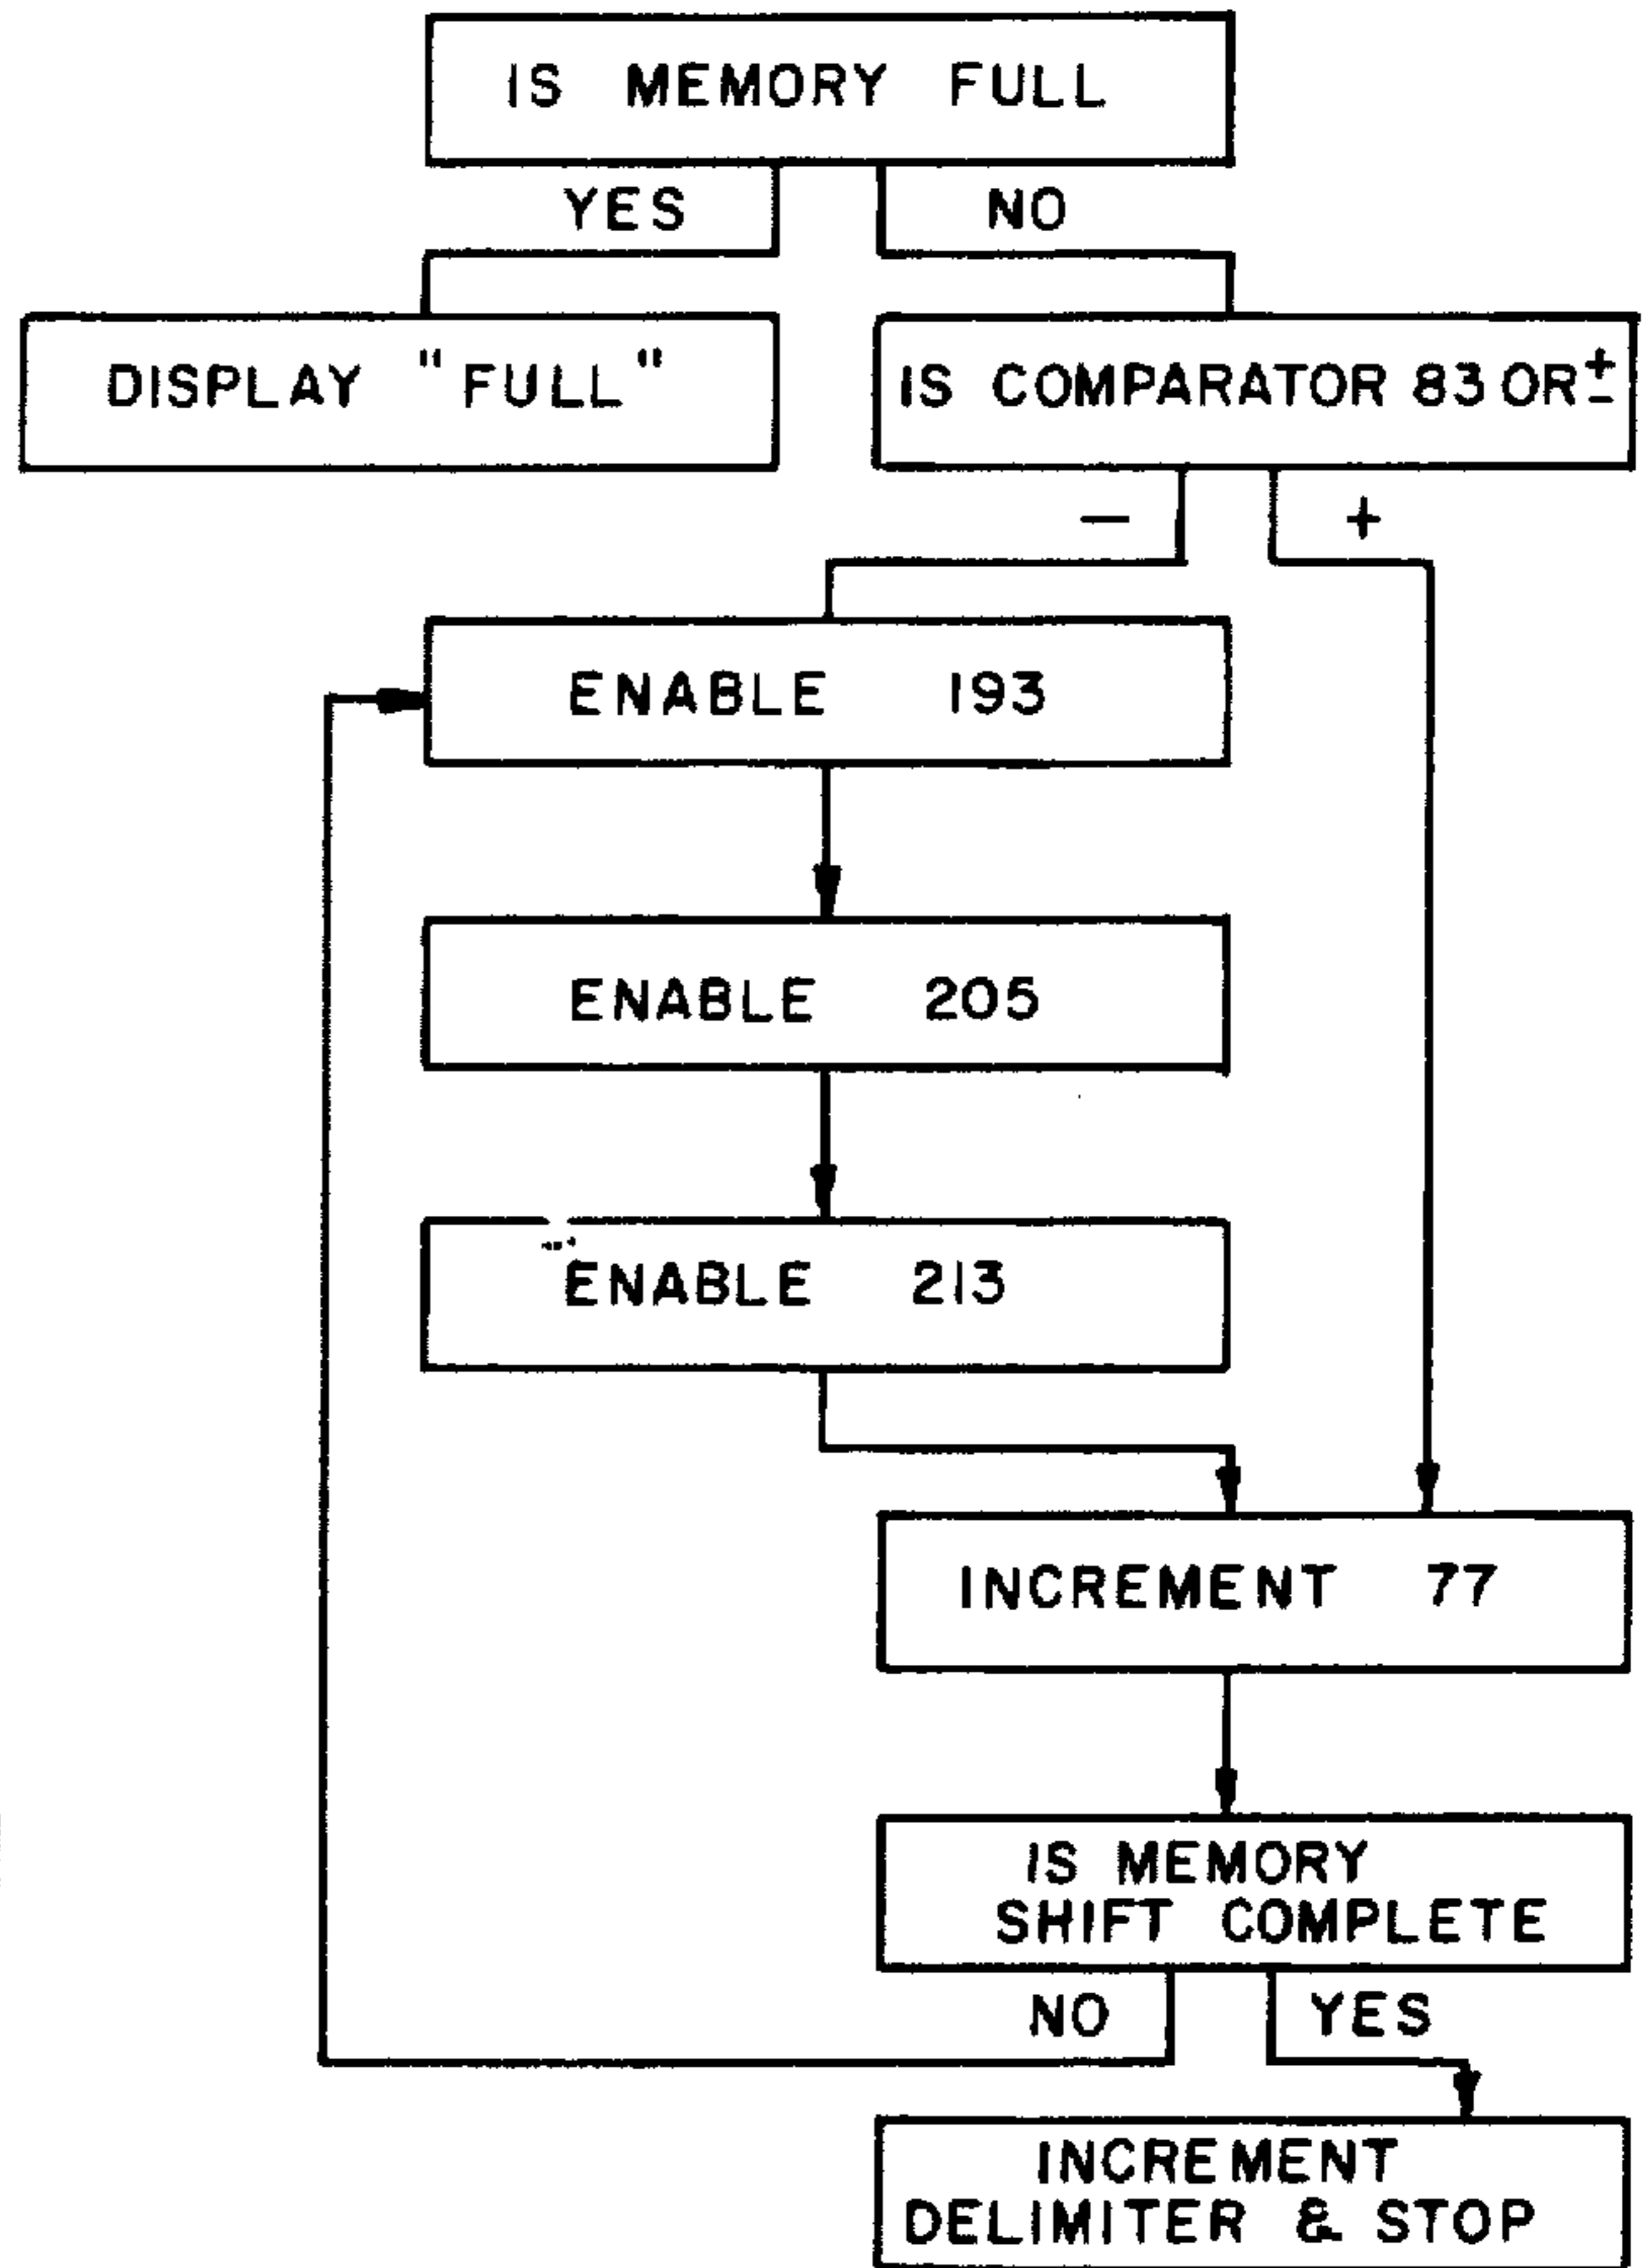 IS MEMORY FULL
YES
NO
DISPLAY "FULL"
IS COMPARATOR 83 OR ±
−
+
ENABLE 193
ENABLE 205
ENABLE 213
INCREMENT 77
IS MEMORY
SHIFT COMPLETE
NO
YES
INCREMENT
DELIMITER & STOP